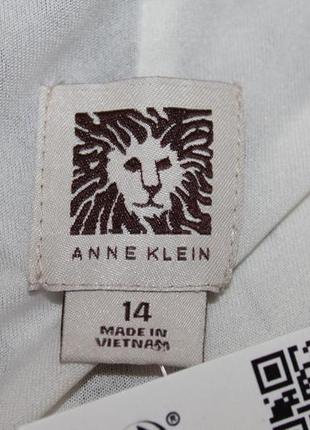 ANNE KLEIN
14
MADE IN
VIETNAM
®